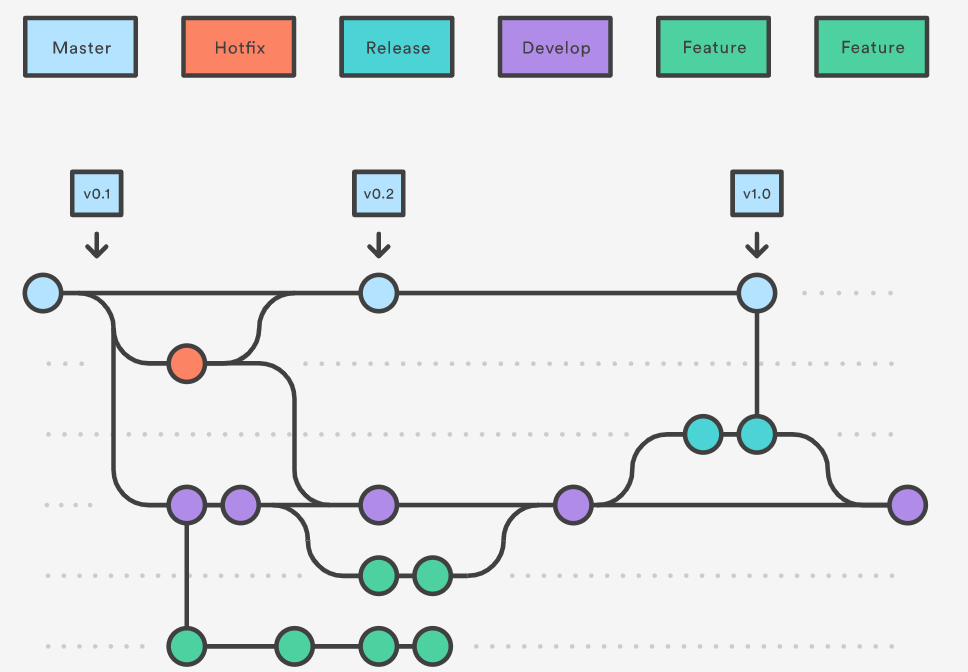 Master
Hotfix
Release
Develop
Feature
Feature
v0.1
v0.2
v1.0